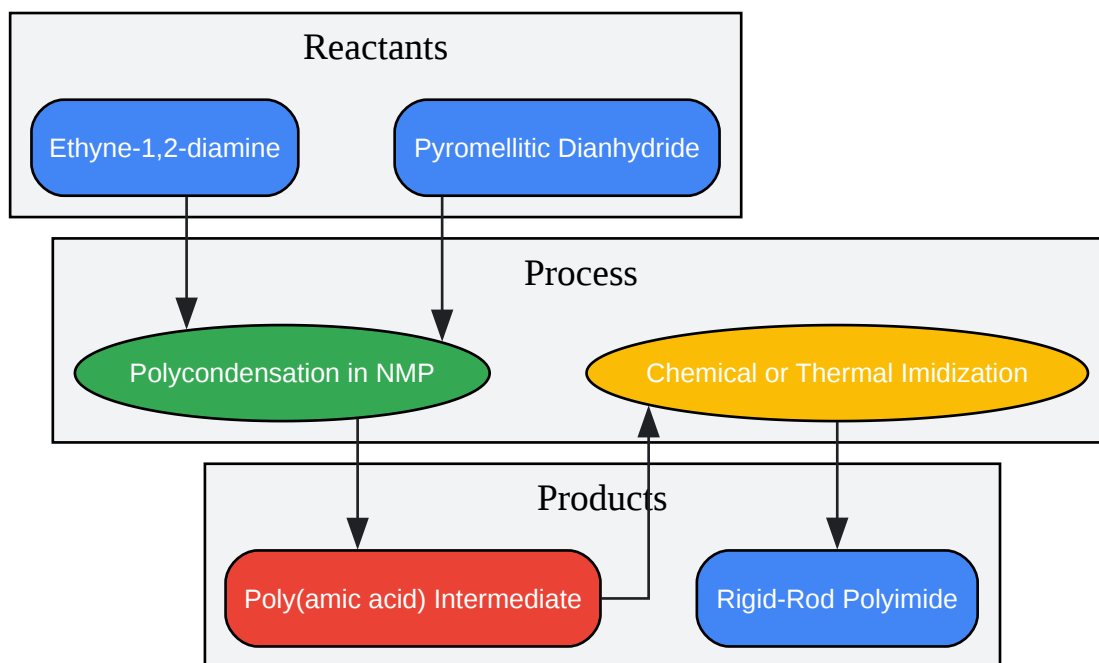 Reactants
Ethyne-1,2-diamine
Pyromellitic Dianhydride
Process
Polycondensation in NMP
Chemical or Thermal Imidization
Products
Poly(amic acid) Intermediate
Rigid-Rod Polyimide